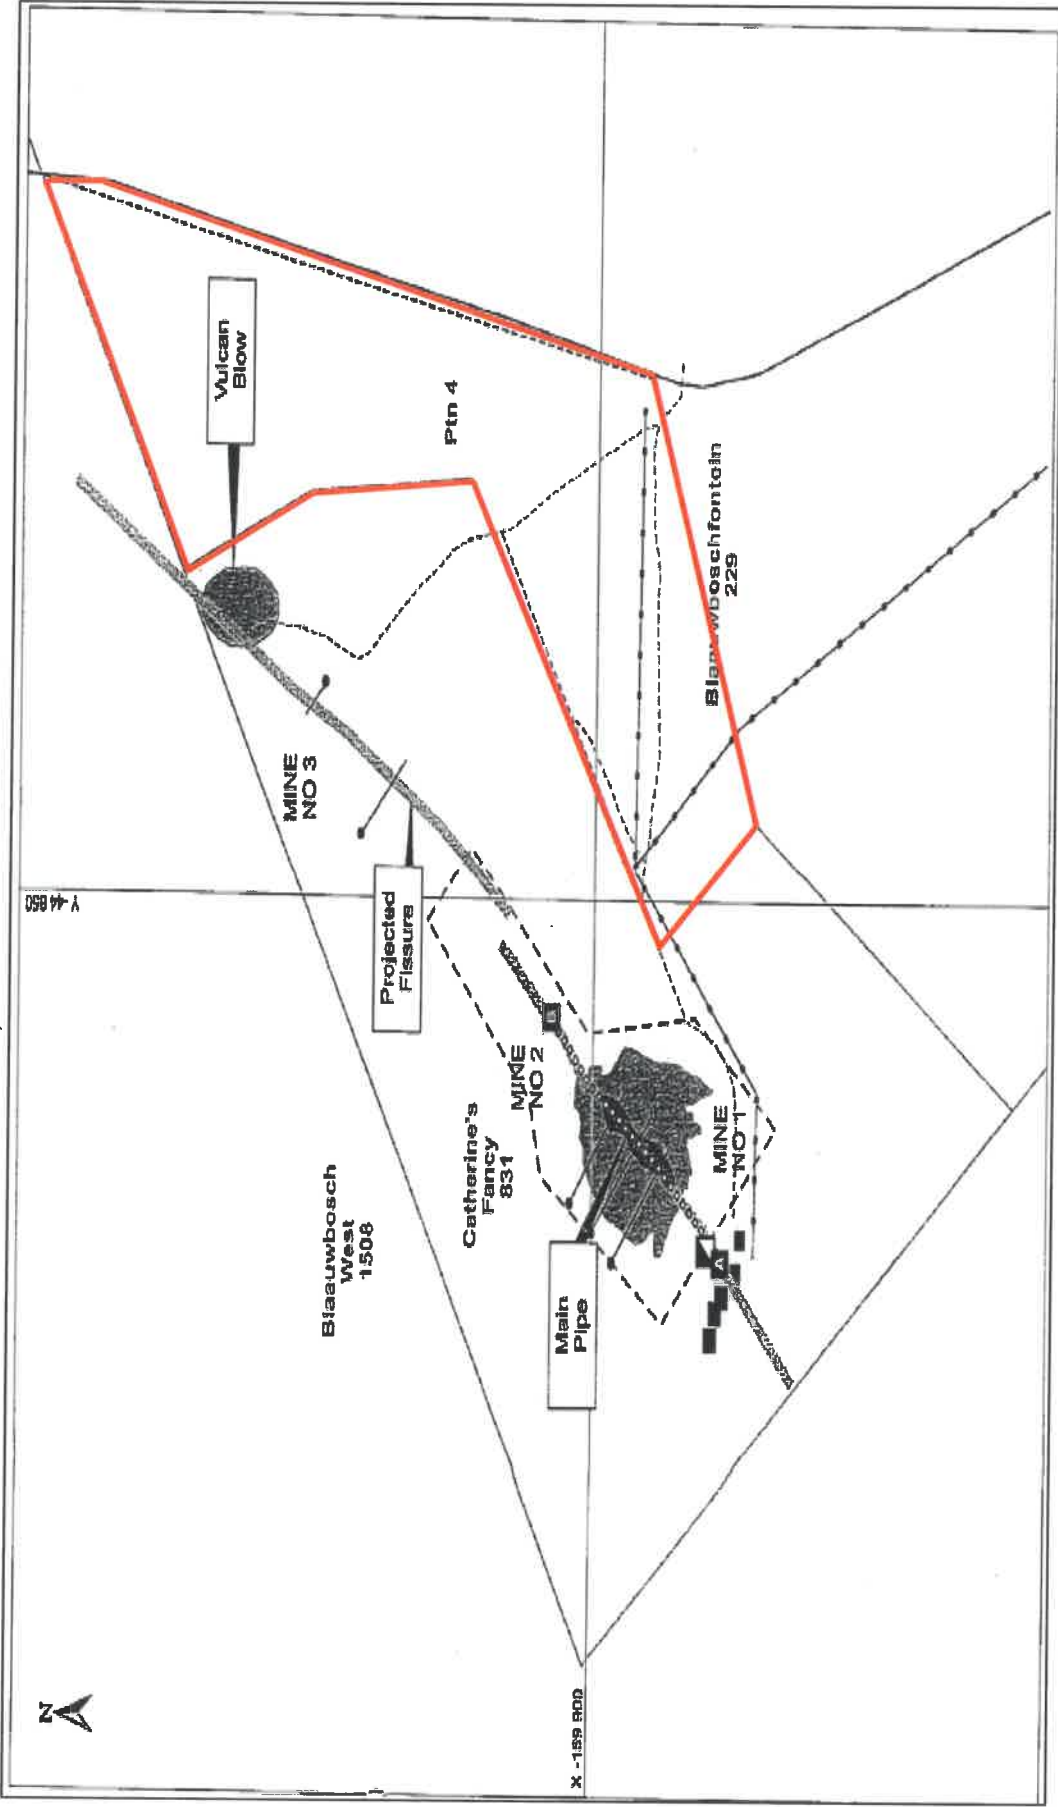 N
Y-44 850
Vulcan
Blow
Ptn 4
MINE
NO 3
Projected
Fissure
Blaauwboschfontein
229
B
MINE
NO 2
Catherine's
Fancy
831
Blaauwbosch
West
1508
MINE
NO 1
A
Main
Pipe
X -159 900